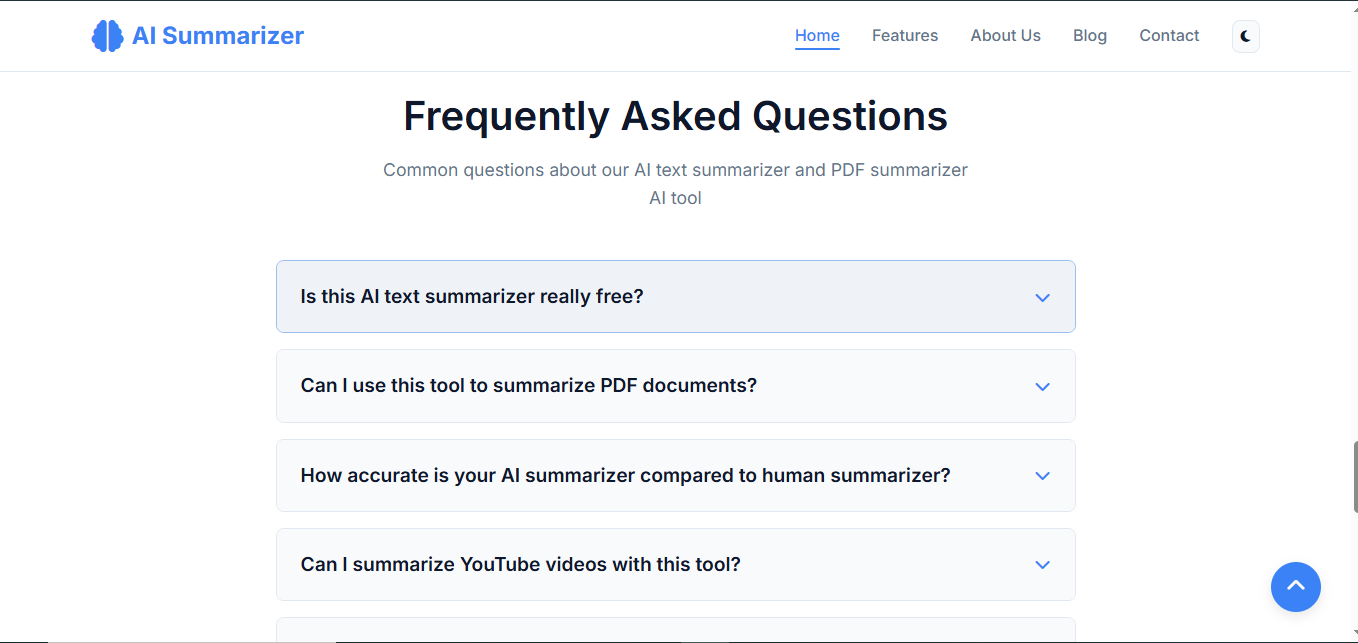 AI Summarizer
Home Features About Us Blog Contact
Frequently Asked Questions
Common questions about our AI text summarizer and PDF summarizer
AI tool
Is this AI text summarizer really free?
Can I use this tool to summarize PDF documents?
How accurate is your AI summarizer compared to human summarizer?
Can I summarize YouTube videos with this tool?